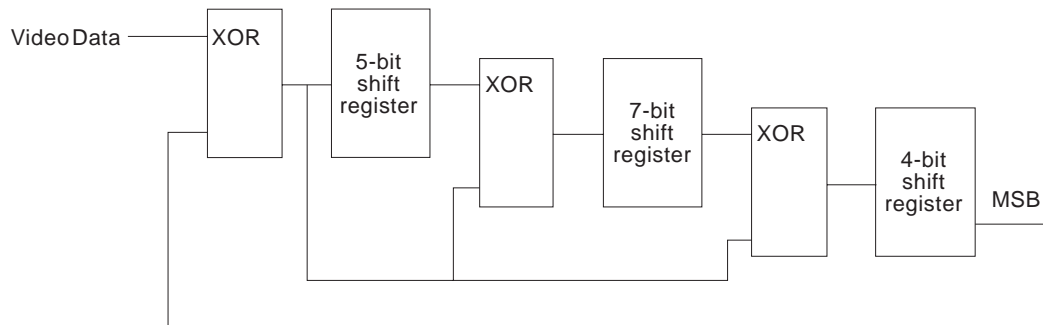 Video Data
XOR
5-bit
shift
register
XOR
7-bit
shift
register
XOR
4-bit
shift
register
MSB